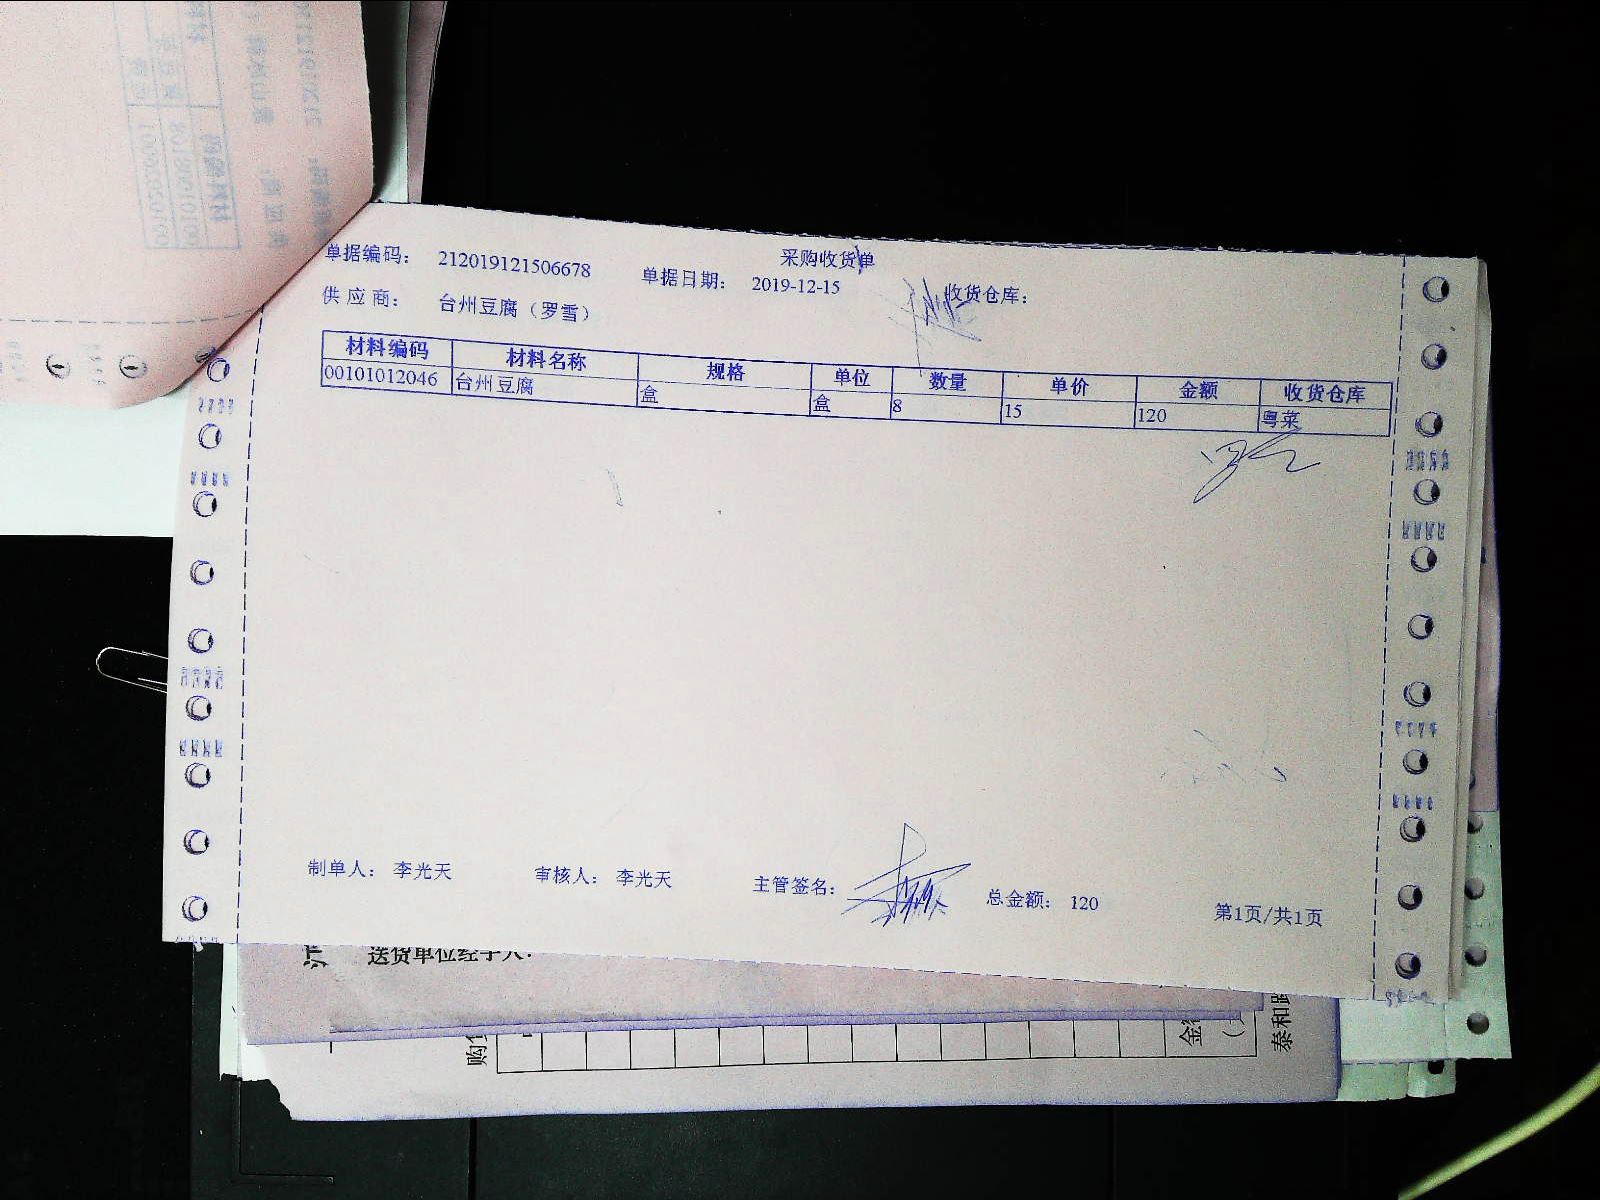 采购收货单
单据编码： 212019121506678 单据日期： 2019-12-15 收货仓库：
供应商： 台州豆腐（罗雪）
材料编码 材料名称 规格 单位 数量 单价 金额 收货仓库
00101012046 台州豆腐 盒 盒 8 15 120 粤菜
制单人： 李光天 审核人： 李光天 主管签名： 总金额： 120 第1页/共1页
送货单位经手人：
泰和路